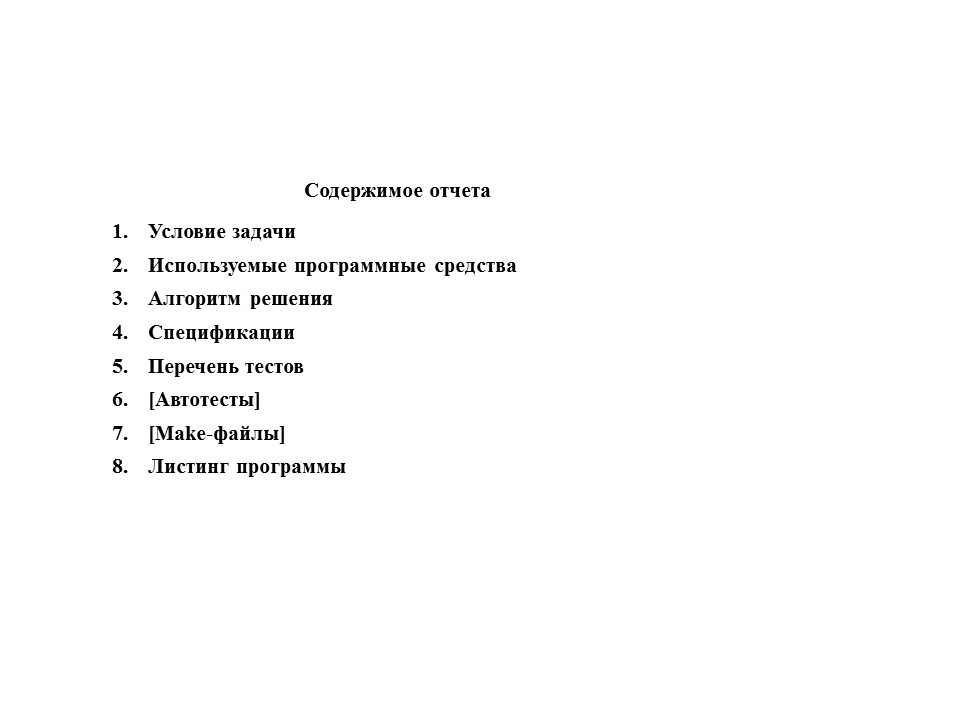 Содержимое отчета
1. Условие задачи
2. Используемые программные средства
3. Алгоритм решения
4. Спецификации
5. Перечень тестов
6. [Автотесты]
7. [Make-файлы]
8. Листинг программы